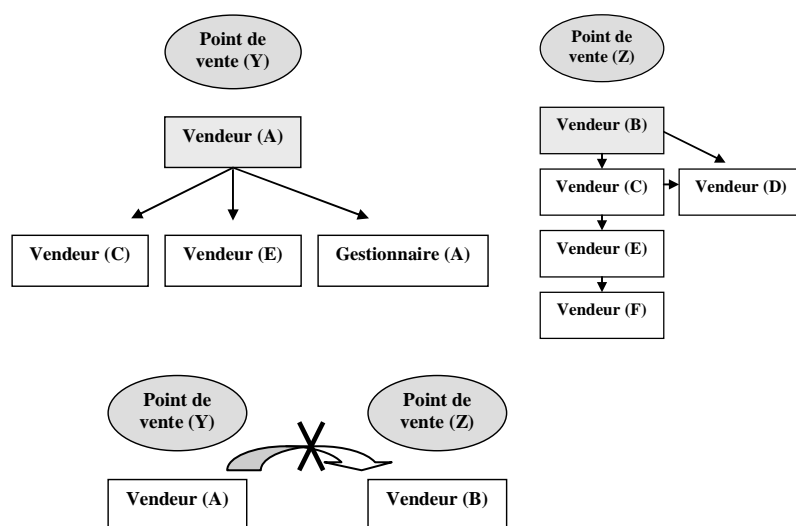 Point de
vente (Y)
Vendeur (A)
Vendeur (C)
Vendeur (E)
Gestionnaire (A)
Point de
vente (Z)
Vendeur (B)
Vendeur (C)
Vendeur (D)
Vendeur (E)
Vendeur (F)
Point de
vente (Y)
Point de
vente (Z)
Vendeur (A)
Vendeur (B)